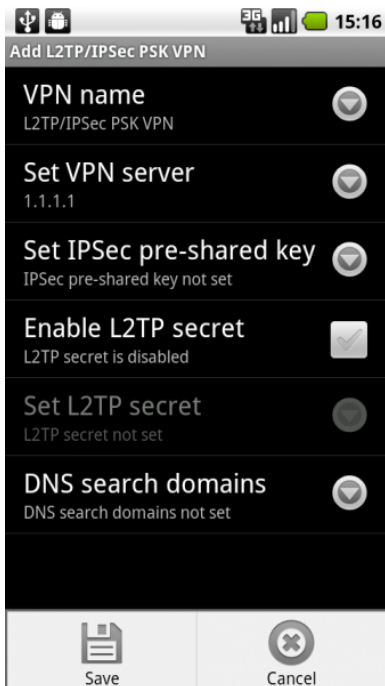 3G
15:16
Add L2TP/IPSec PSK VPN
VPN name
L2TP/IPSec PSK VPN
Set VPN server
1.1.1.1
Set IPSec pre-shared key
IPSec pre-shared key not set
Enable L2TP secret
L2TP secret is disabled
Set L2TP secret
L2TP secret not set
DNS search domains
DNS search domains not set
Save
Cancel